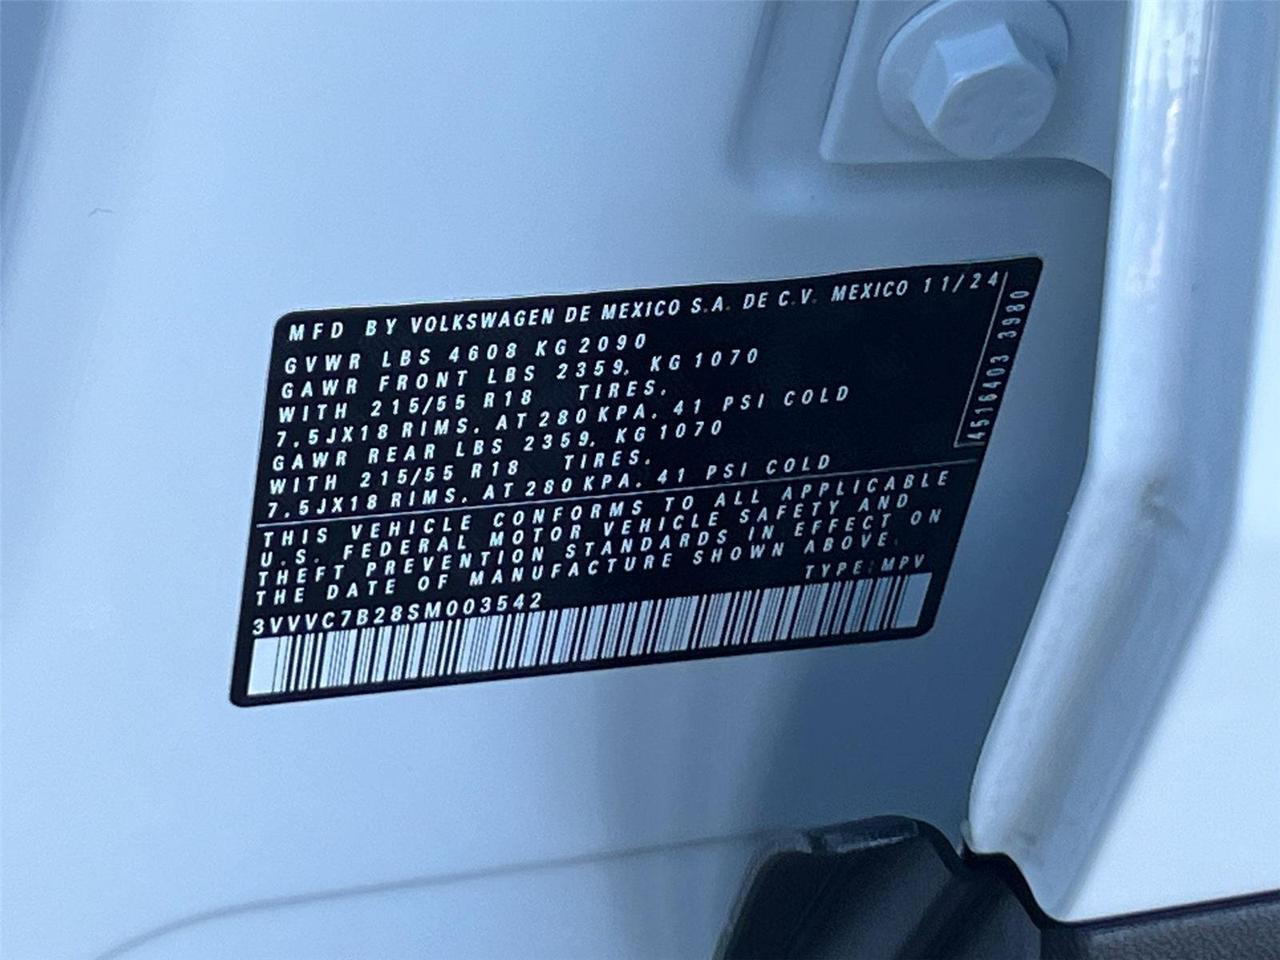 MFD BY VOLKSWAGEN DE MEXICO S.A. DE C.V. MEXICO 11/24
GVWR LBS 4608 KG 2090
GAWR FRONT LBS 2359, KG 1070
WITH 215/55 R18 TIRES,
7,5JX18 RIMS, AT 280 KPA, 41 PSI COLD
GAWR REAR LBS 2359, KG 1070
WITH 215/55 R18 TIRES,
7,5JX18 RIMS, AT 280 KPA, 41 PSI COLD
THIS VEHICLE CONFORMS TO ALL APPLICABLE
U.S. FEDERAL MOTOR VEHICLE SAFETY AND
THEFT PREVENTION STANDARDS IN EFFECT ON
THE DATE OF MANUFACTURE SHOWN ABOVE.
TYPE: MPV
3VVVC7B28SM003542
4516403 3980